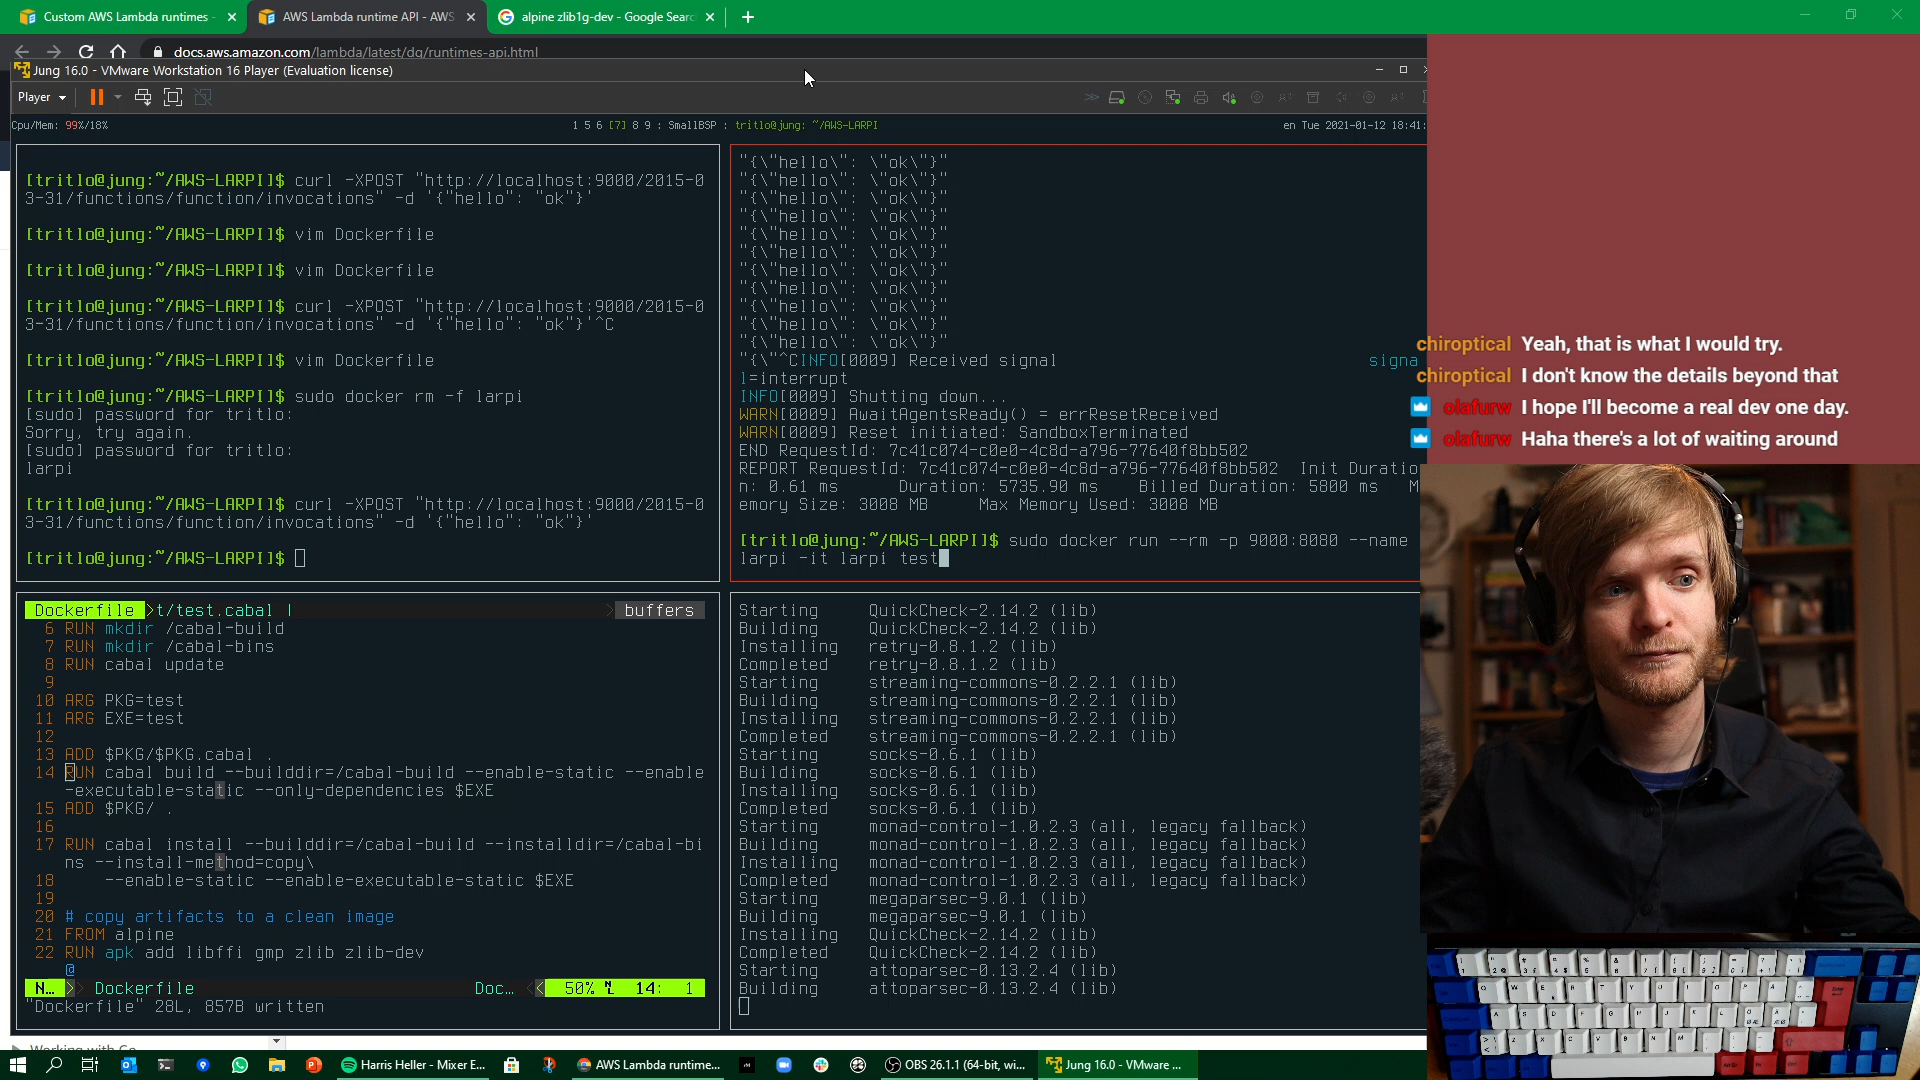 Custom AWS Lambda runtimes -
AWS Lambda runtime API - AWS
alpine zlib1g-dev - Google Searc
docs.aws.amazon.com/lambda/latest/dg/runtimes-api.html
Jung 16.0 - VMware Workstation 16 Player (Evaluation license)
Player
Cpu/Mem: 99%/18%
1 5 6 [7] 8 9 : SmallBSP : tritlo@jung: ~/AWS-LARPI
en Tue 2021-01-12 18:41:
[tritlo@jung:~/AWS-LARPI]$ curl -XPOST "http://localhost:9000/2015-0
3-31/functions/function/invocations" -d '{"hello": "ok"}'
[tritlo@jung:~/AWS-LARPI]$ vim Dockerfile
[tritlo@jung:~/AWS-LARPI]$ vim Dockerfile
[tritlo@jung:~/AWS-LARPI]$ curl -XPOST "http://localhost:9000/2015-0
3-31/functions/function/invocations" -d '{"hello": "ok"}'^C
[tritlo@jung:~/AWS-LARPI]$ vim Dockerfile
[tritlo@jung:~/AWS-LARPI]$ sudo docker rm -f larpi
[sudo] password for tritlo:
Sorry, try again.
[sudo] password for tritlo:
larpi
[tritlo@jung:~/AWS-LARPI]$ curl -XPOST "http://localhost:9000/2015-0
3-31/functions/function/invocations" -d '{"hello": "ok"}'
[tritlo@jung:~/AWS-LARPI]$
"{\"hello\": \"ok\"}"
"{\"hello\": \"ok\"}"
"{\"hello\": \"ok\"}"
"{\"hello\": \"ok\"}"
"{\"hello\": \"ok\"}"
"{\"hello\": \"ok\"}"
"{\"hello\": \"ok\"}"
"{\"hello\": \"ok\"}"
"{\"hello\": \"ok\"}"
"{\"hello\": \"ok\"}"
"{\"hello\": \"ok\"}"
"{\"^CINFO[0009] Received signal signa
l=interrupt
INFO[0009] Shutting down...
WARN[0009] AwaitAgentsReady() = errResetReceived
WARN[0009] Reset initiated: SandboxTerminated
END RequestId: 7c41c074-c0e0-4c8d-a796-77640f8bb502
REPORT RequestId: 7c41c074-c0e0-4c8d-a796-77640f8bb502 Init Duratio
n: 0.61 ms Duration: 5735.90 ms Billed Duration: 5800 ms M
emory Size: 3008 MB Max Memory Used: 3008 MB
[tritlo@jung:~/AWS-LARPI]$ sudo docker run --rm -p 9000:8080 --name
larpi -it larpi test
chiroptical Yeah, that is what I would try.
chiroptical I don't know the details beyond that
olafurw I hope I'll become a real dev one day.
olafurw Haha there's a lot of waiting around
Dockerfile t/test.cabal | buffers
6 RUN mkdir /cabal-build
7 RUN mkdir /cabal-bins
8 RUN cabal update
9
10 ARG PKG=test
11 ARG EXE=test
12
13 ADD $PKG/$PKG.cabal .
14 RUN cabal build --builddir=/cabal-build --enable-static --enable
-executable-static --only-dependencies $EXE
15 ADD $PKG/ .
16
17 RUN cabal install --builddir=/cabal-build --installdir=/cabal-bi
ns --install-method=copy\
18 --enable-static --enable-executable-static $EXE
19
20 # copy artifacts to a clean image
21 FROM alpine
22 RUN apk add libffi gmp zlib zlib-dev
@
N... Dockerfile Doc... 50% 14: 1
"Dockerfile" 28L, 857B written
Starting QuickCheck-2.14.2 (lib)
Building QuickCheck-2.14.2 (lib)
Installing retry-0.8.1.2 (lib)
Completed retry-0.8.1.2 (lib)
Starting streaming-commons-0.2.2.1 (lib)
Building streaming-commons-0.2.2.1 (lib)
Installing streaming-commons-0.2.2.1 (lib)
Completed streaming-commons-0.2.2.1 (lib)
Starting socks-0.6.1 (lib)
Building socks-0.6.1 (lib)
Installing socks-0.6.1 (lib)
Completed socks-0.6.1 (lib)
Starting monad-control-1.0.2.3 (all, legacy fallback)
Building monad-control-1.0.2.3 (all, legacy fallback)
Installing monad-control-1.0.2.3 (all, legacy fallback)
Completed monad-control-1.0.2.3 (all, legacy fallback)
Starting megaparsec-9.0.1 (lib)
Building megaparsec-9.0.1 (lib)
Installing QuickCheck-2.14.2 (lib)
Completed QuickCheck-2.14.2 (lib)
Starting attoparsec-0.13.2.4 (lib)
Building attoparsec-0.13.2.4 (lib)
Harris Heller - Mixer E...
AWS Lambda runtime...
OBS 26.1.1 (64-bit, wi...
Jung 16.0 - VMware ...